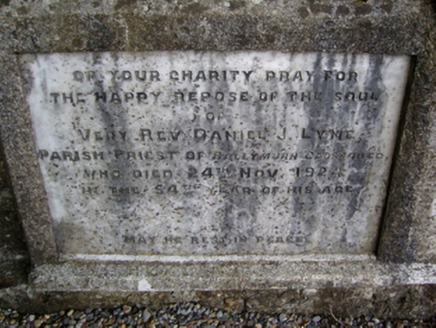 OF YOUR CHARITY PRAY FOR
THE HAPPY REPOSE OF THE SOUL
OF
VERY REV. DANIEL J. LYNE
PARISH PRIEST OF
WHO DIED 24TH NOV. 192
IN THE 54TH YEAR OF HIS AGE
MAY HE REST IN PEACE